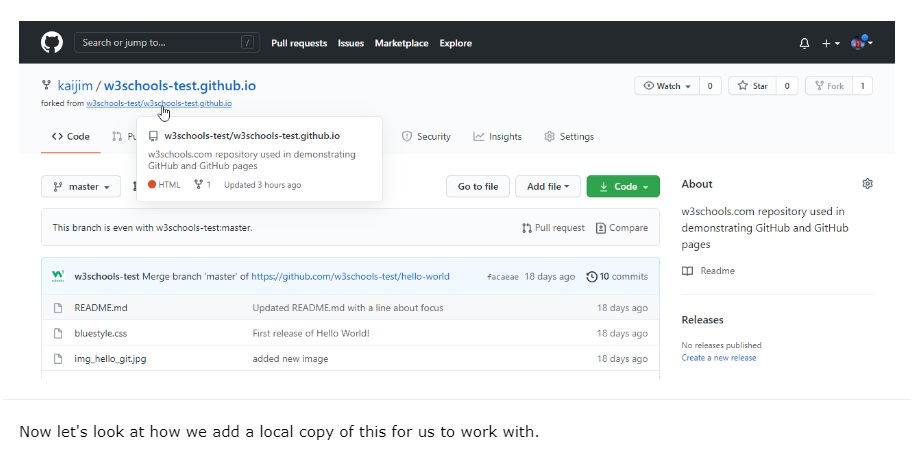 Search or jump to... /
Pull requests Issues Marketplace Explore
kaijim / w3schools-test.github.io
Watch 0 Star 0 Fork 1
forked from w3schools-test/w3schools-test.github.io
Code Pu Security Insights Settings
w3schools-test/w3schools-test.github.io
w3schools.com repository used in demonstrating
GitHub and GitHub pages
HTML 1 Updated 3 hours ago
master Go to file Add file Code
This branch is even with w3schools-test:master. Pull request Compare
w3schools-test Merge branch 'master' of https://github.com/w3schools-test/hello-world facaeae 18 days ago 10 commits
README.md Updated README.md with a line about focus 18 days ago
bluestyle.css First release of Hello World! 18 days ago
img_hello_git.jpg added new image 18 days ago
About
w3schools.com repository used in
demonstrating GitHub and GitHub
pages
Readme
Releases
No releases published
Create a new release
Now let's look at how we add a local copy of this for us to work with.